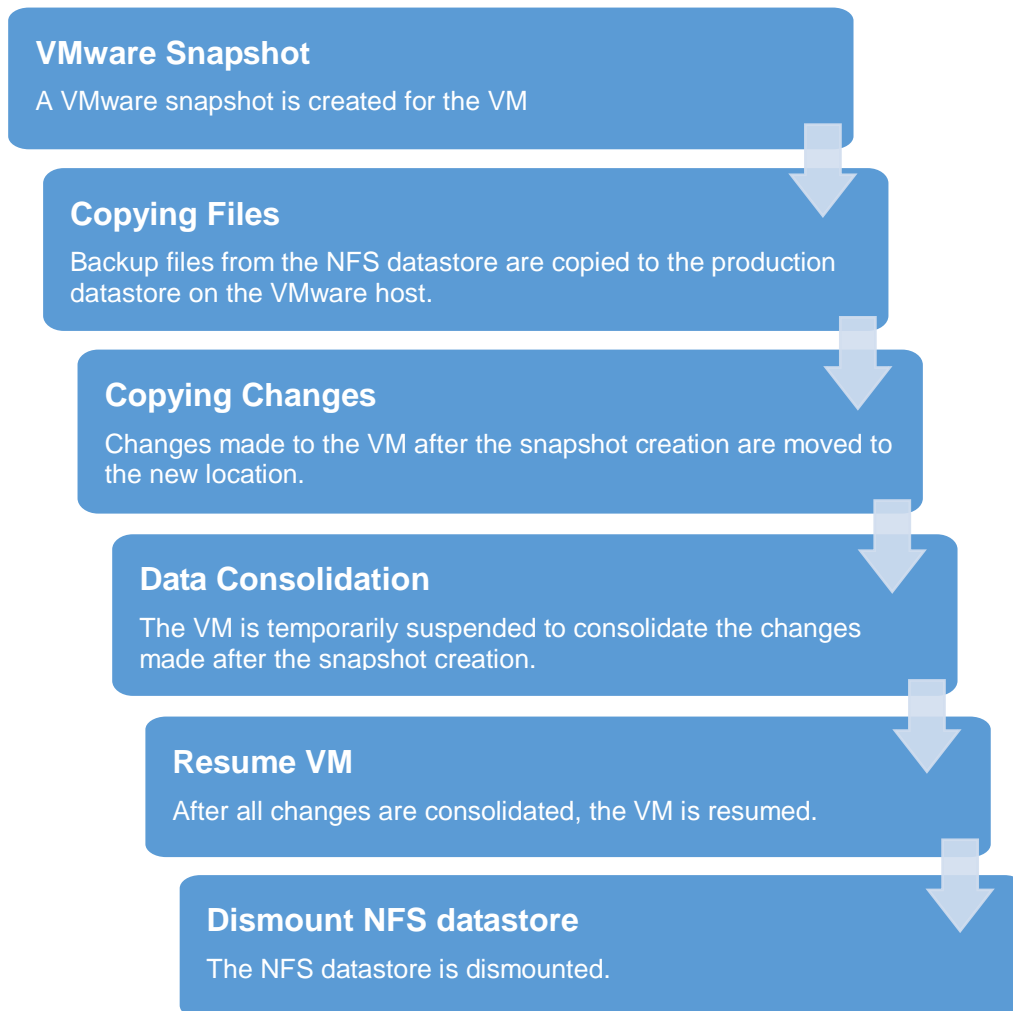 VMware Snapshot
A VMware snapshot is created for the VM
Copying Files
Backup files from the NFS datastore are copied to the production
datastore on the VMware host.
Copying Changes
Changes made to the VM after the snapshot creation are moved to
the new location.
Data Consolidation
The VM is temporarily suspended to consolidate the changes
made after the snapshot creation.
Resume VM
After all changes are consolidated, the VM is resumed.
Dismount NFS datastore
The NFS datastore is dismounted.